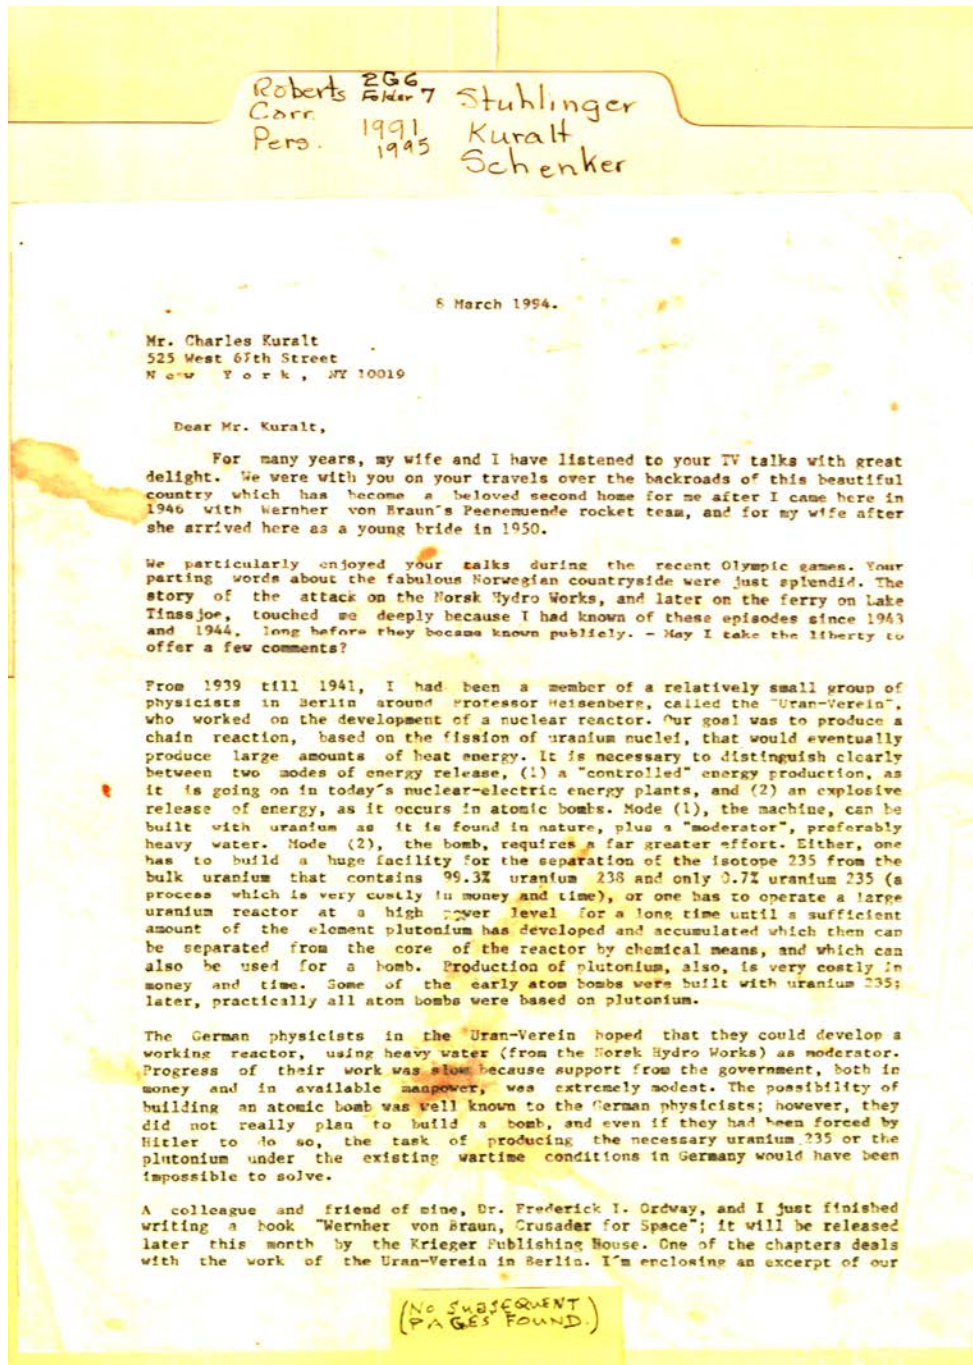 Roberts 2G6 Stuhlinger
Corr. Folder 7 Kuralt
Pers. 1991 Schenker
1995
8 March 1994.
Mr. Charles Kuralt
525 West 57th Street
N e w Y o r k , NY 10019
Dear Mr. Kuralt,
For many years, my wife and I have listened to your TV talks with great
delight. We were with you on your travels over the backroads of this beautiful
country which has become a beloved second home for me after I came here in
1946 with Wernher von Braun's Peenemuende rocket team, and for my wife after
she arrived here as a young bride in 1950.
We particularly enjoyed your talks during the recent Olympic games. Your
parting words about the fabulous Norwegian countryside were just splendid. The
story of the attack on the Norsk Hydro Works, and later on the ferry on Lake
Tinssjoe, touched me deeply because I had known of these episodes since 1943
and 1944, long before they became known publicly. - May I take the liberty to
offer a few comments?
From 1939 till 1941, I had been a member of a relatively small group of
physicists in Berlin around Professor Heisenberg, called the "Uran-Verein",
who worked on the development of a nuclear reactor. Our goal was to produce a
chain reaction, based on the fission of uranium nuclei, that would eventually
produce large amounts of heat energy. It is necessary to distinguish clearly
between two modes of energy release, (1) a "controlled" energy production, as
it is going on in today's nuclear-electric energy plants, and (2) an explosive
release of energy, as it occurs in atomic bombs. Mode (1), the machine, can be
built with uranium as it is found in nature, plus a "moderator", preferably
heavy water. Mode (2), the bomb, requires a far greater effort. Either, one
has to build a huge facility for the separation of the isotope 235 from the
bulk uranium that contains 99.3% uranium 238 and only 0.7% uranium 235 (a
process which is very costly in money and time), or one has to operate a large
uranium reactor at a high power level for a long time until a sufficient
amount of the element plutonium has developed and accumulated which then can
be separated from the core of the reactor by chemical means, and which can
also be used for a bomb. Production of plutonium, also, is very costly in
money and time. Some of the early atom bombs were built with uranium 235;
later, practically all atom bombs were based on plutonium.
The German physicists in the Uran-Verein hoped that they could develop a
working reactor, using heavy water (from the Norsk Hydro Works) as moderator.
Progress of their work was slow because support from the government, both in
money and in available manpower, was extremely modest. The possibility of
building an atomic bomb was well known to the German physicists; however, they
did not really plan to build a bomb, and even if they had been forced by
Hitler to do so, the task of producing the necessary uranium 235 or the
plutonium under the existing wartime conditions in Germany would have been
impossible to solve.
A colleague and friend of mine, Dr. Frederick I. Ordway, and I just finished
writing a book "Wernher von Braun, Crusader for Space"; it will be released
later this month by the Krieger Publishing House. One of the chapters deals
with the work of the Uran-Verein in Berlin. I'm enclosing an excerpt of our
(NO SUBSEQUENT
PAGES FOUND.)